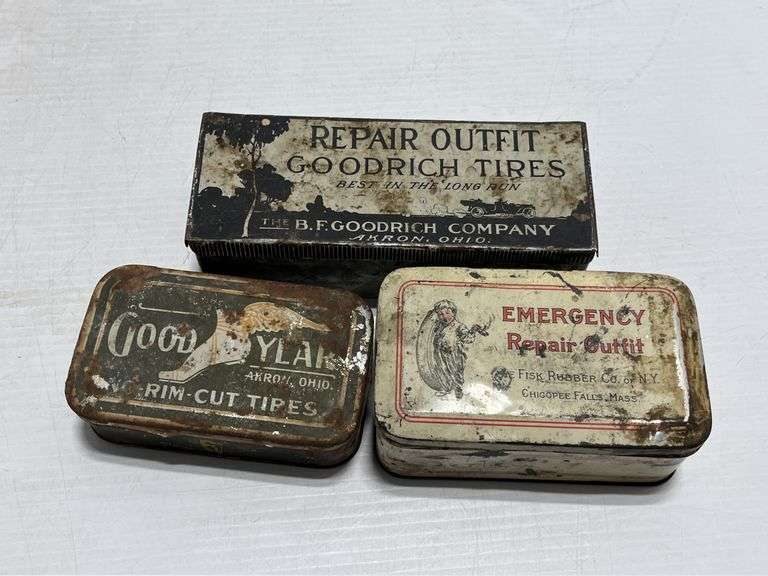 REPAIR OUTFIT
GOODRICH TIRES
BEST IN THE LONG RUN
THE B.F. GOODRICH COMPANY
AKRON, OHIO.
GOOD YEAR
AKRON, OHIO.
RIM-CUT TIRES
EMERGENCY
Repair Outfit
FISK RUBBER CO. OF N.Y.
CHICOPEE FALLS, MASS